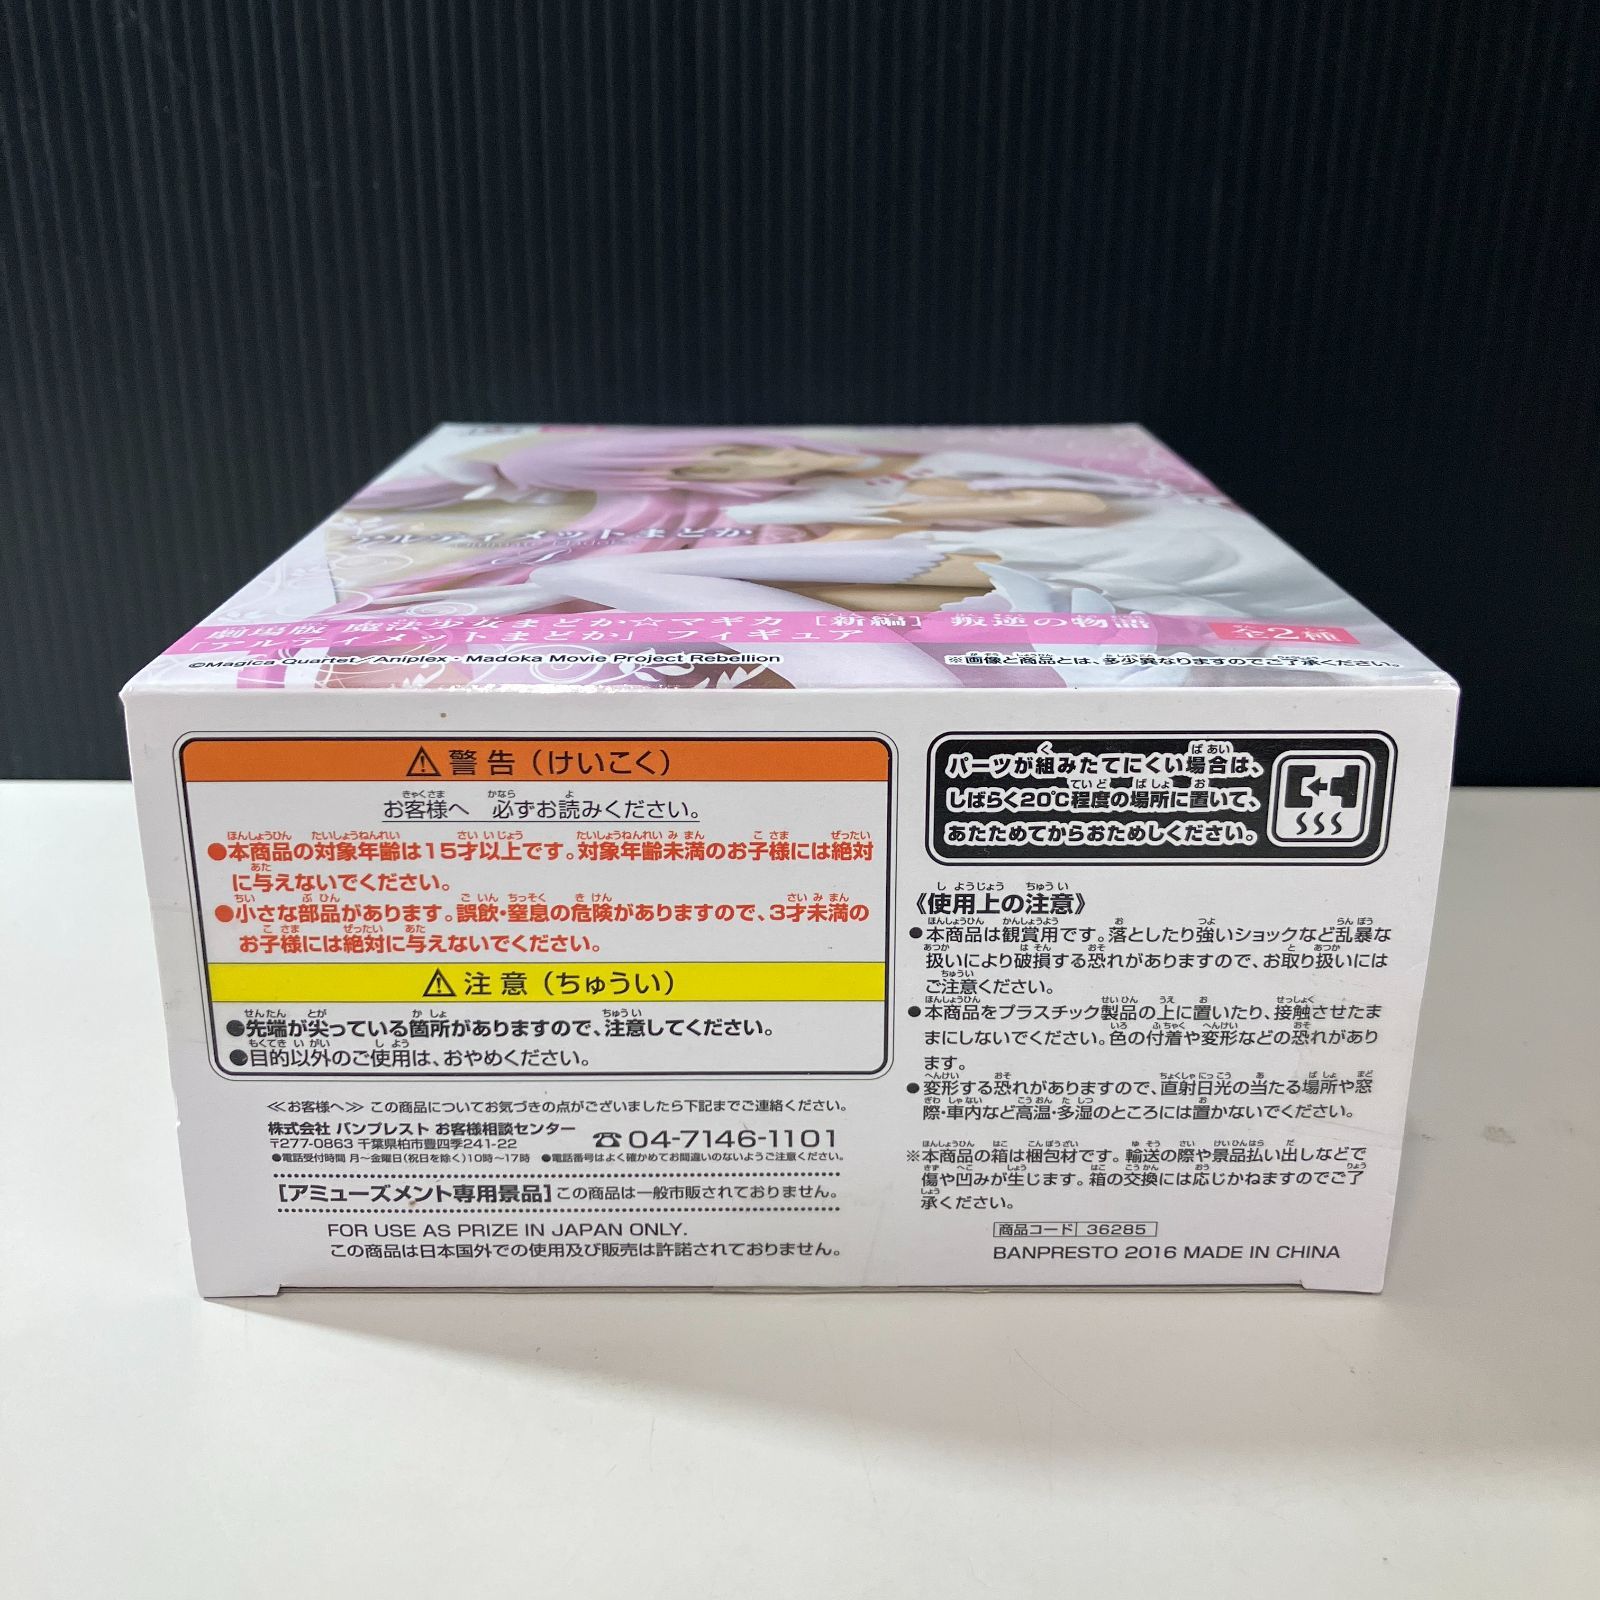 アルティメットまどか
劇場版 魔法少女まどか☆マギカ [新編] 叛逆の物語
「アルティメットまどか」フィギュア
全2種
©Magica Quartet／Aniplex・Madoka Movie Project Rebellion
※画像と商品とは、多少異なりますのでご了承ください。
⚠警告（けいこく）
お客様へ 必ずお読みください。
●本商品の対象年齢は15才以上です。対象年齢未満のお子様には絶対
に与えないでください。
●小さな部品があります。誤飲・窒息の危険がありますので、3才未満の
お子様には絶対に与えないでください。
⚠注意（ちゅうい）
●先端が尖っている箇所がありますので、注意してください。
●目的以外のご使用は、おやめください。
≪お客様へ≫ この商品についてお気づきの点がございましたら下記までご連絡ください。
株式会社 バンプレスト お客様相談センター
〒277-0863 千葉県柏市豊四季241-22
☎04-7146-1101
●電話受付時間 月～金曜日(祝日を除く)10時～17時 ●電話番号はよく確かめてお間違いのないようご注意ください。
[アミューズメント専用景品]この商品は一般市販されておりません。
FOR USE AS PRIZE IN JAPAN ONLY.
この商品は日本国外での使用及び販売は許諾されておりません。
パーツが組みたてにくい場合は、
しばらく20℃程度の場所に置いて、
あたためてからおためしください。
《使用上の注意》
●本商品は観賞用です。落としたり強いショックなど乱暴な
扱いにより破損する恐れがありますので、お取り扱いには
ご注意ください。
●本商品をプラスチック製品の上に置いたり、接触させたま
まにしないでください。色の付着や変形などの恐れがあり
ます。
●変形する恐れがありますので、直射日光の当たる場所や窓
際・車内など高温・多湿のところには置かないでください。
※本商品の箱は梱包材です。輸送の際や景品払い出しなどで
傷や凹みが生じます。箱の交換には応じかねますのでご了
承ください。
商品コード 36285
BANPRESTO 2016 MADE IN CHINA